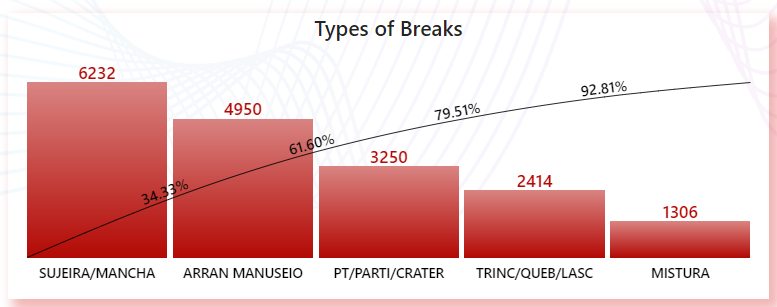 Types of Breaks
6232
4950
3250
2414
1306
34.33%
61.60%
79.51%
92.81%
SUJEIRA/MANCHA
ARRAN MANUSEIO
PT/PARTI/CRATER
TRINC/QUEB/LASC
MISTURA